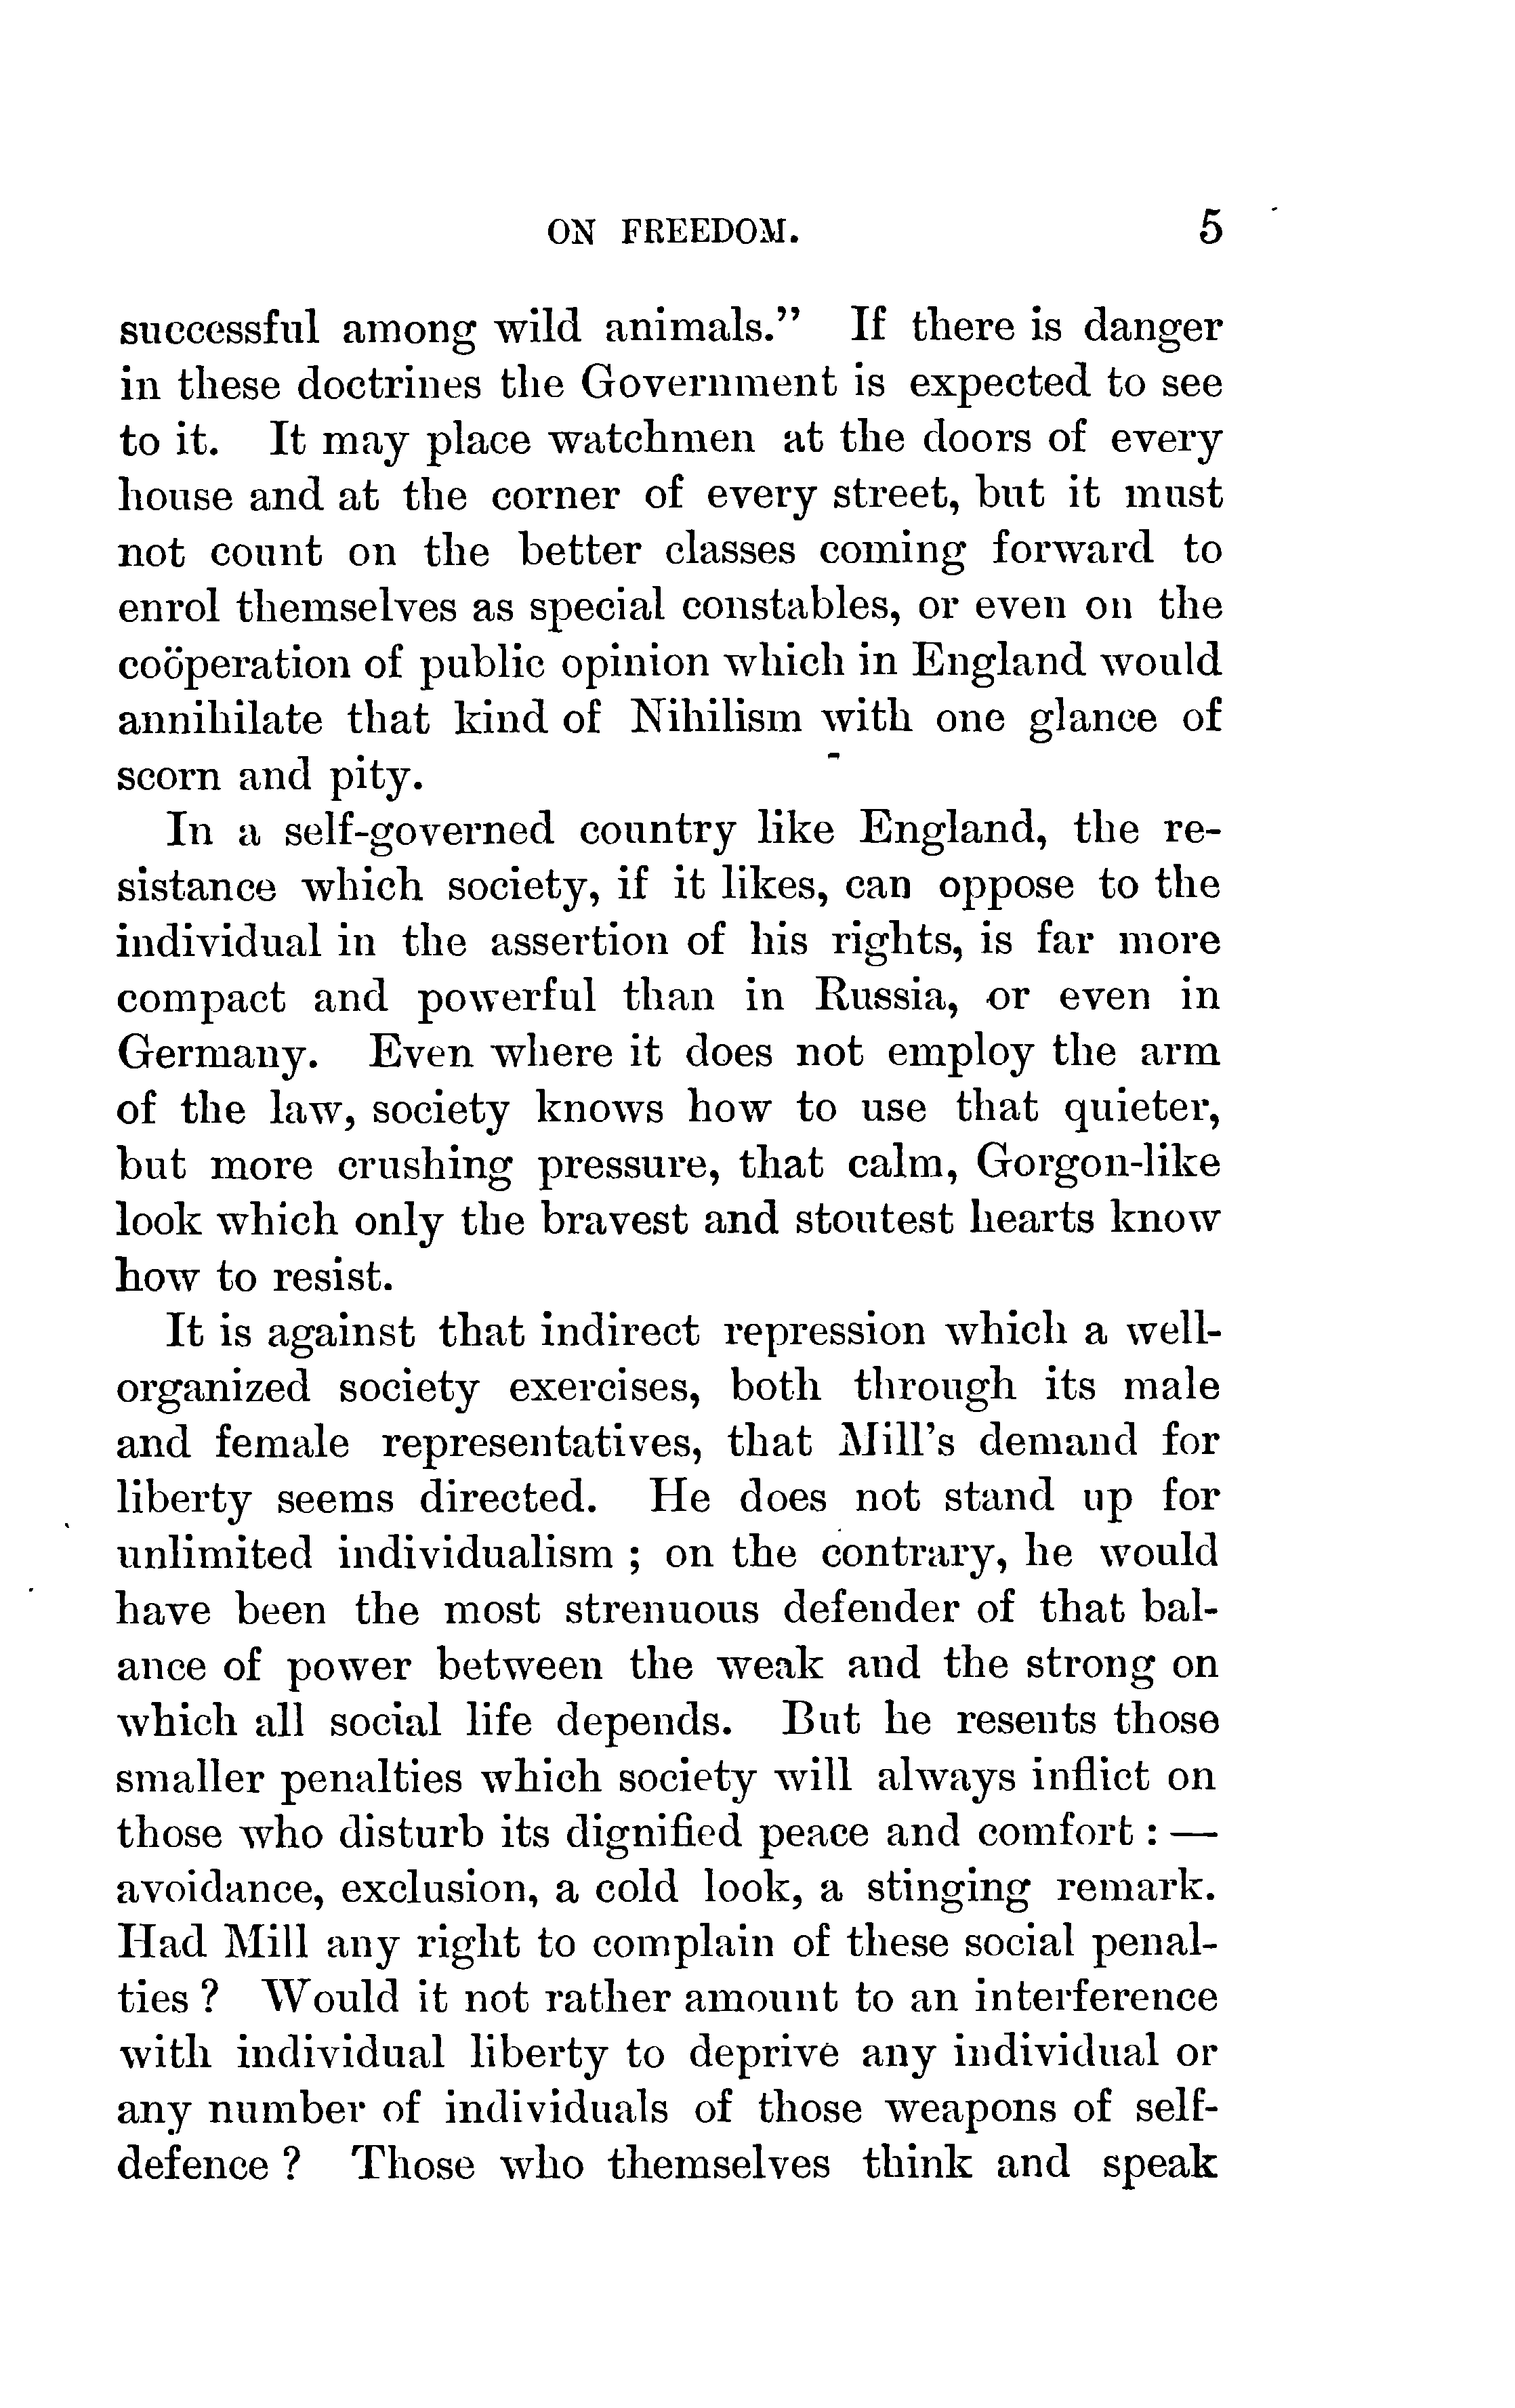 ON FREEDOM. 5
successful among wild animals.” If there is danger
in these doctrines the Government is expected to see
to it. It may place watchmen at the doors of every
house and at the corner of every street, but it must
not count on the better classes coming forward to
enrol themselves as special constables, or even on the
coöperation of public opinion which in England would
annihilate that kind of Nihilism with one glance of
scorn and pity.
In a self-governed country like England, the re-
sistance which society, if it likes, can oppose to the
individual in the assertion of his rights, is far more
compact and powerful than in Russia, or even in
Germany. Even where it does not employ the arm
of the law, society knows how to use that quieter,
but more crushing pressure, that calm, Gorgon-like
look which only the bravest and stoutest hearts know
how to resist.
It is against that indirect repression which a well-
organized society exercises, both through its male
and female representatives, that Mill’s demand for
liberty seems directed. He does not stand up for
unlimited individualism ; on the contrary, he would
have been the most strenuous defender of that bal-
ance of power between the weak and the strong on
which all social life depends. But he resents those
smaller penalties which society will always inflict on
those who disturb its dignified peace and comfort : —
avoidance, exclusion, a cold look, a stinging remark.
Had Mill any right to complain of these social penal-
ties ? Would it not rather amount to an interference
with individual liberty to deprive any individual or
any number of individuals of those weapons of self-
defence ? Those who themselves think and speak